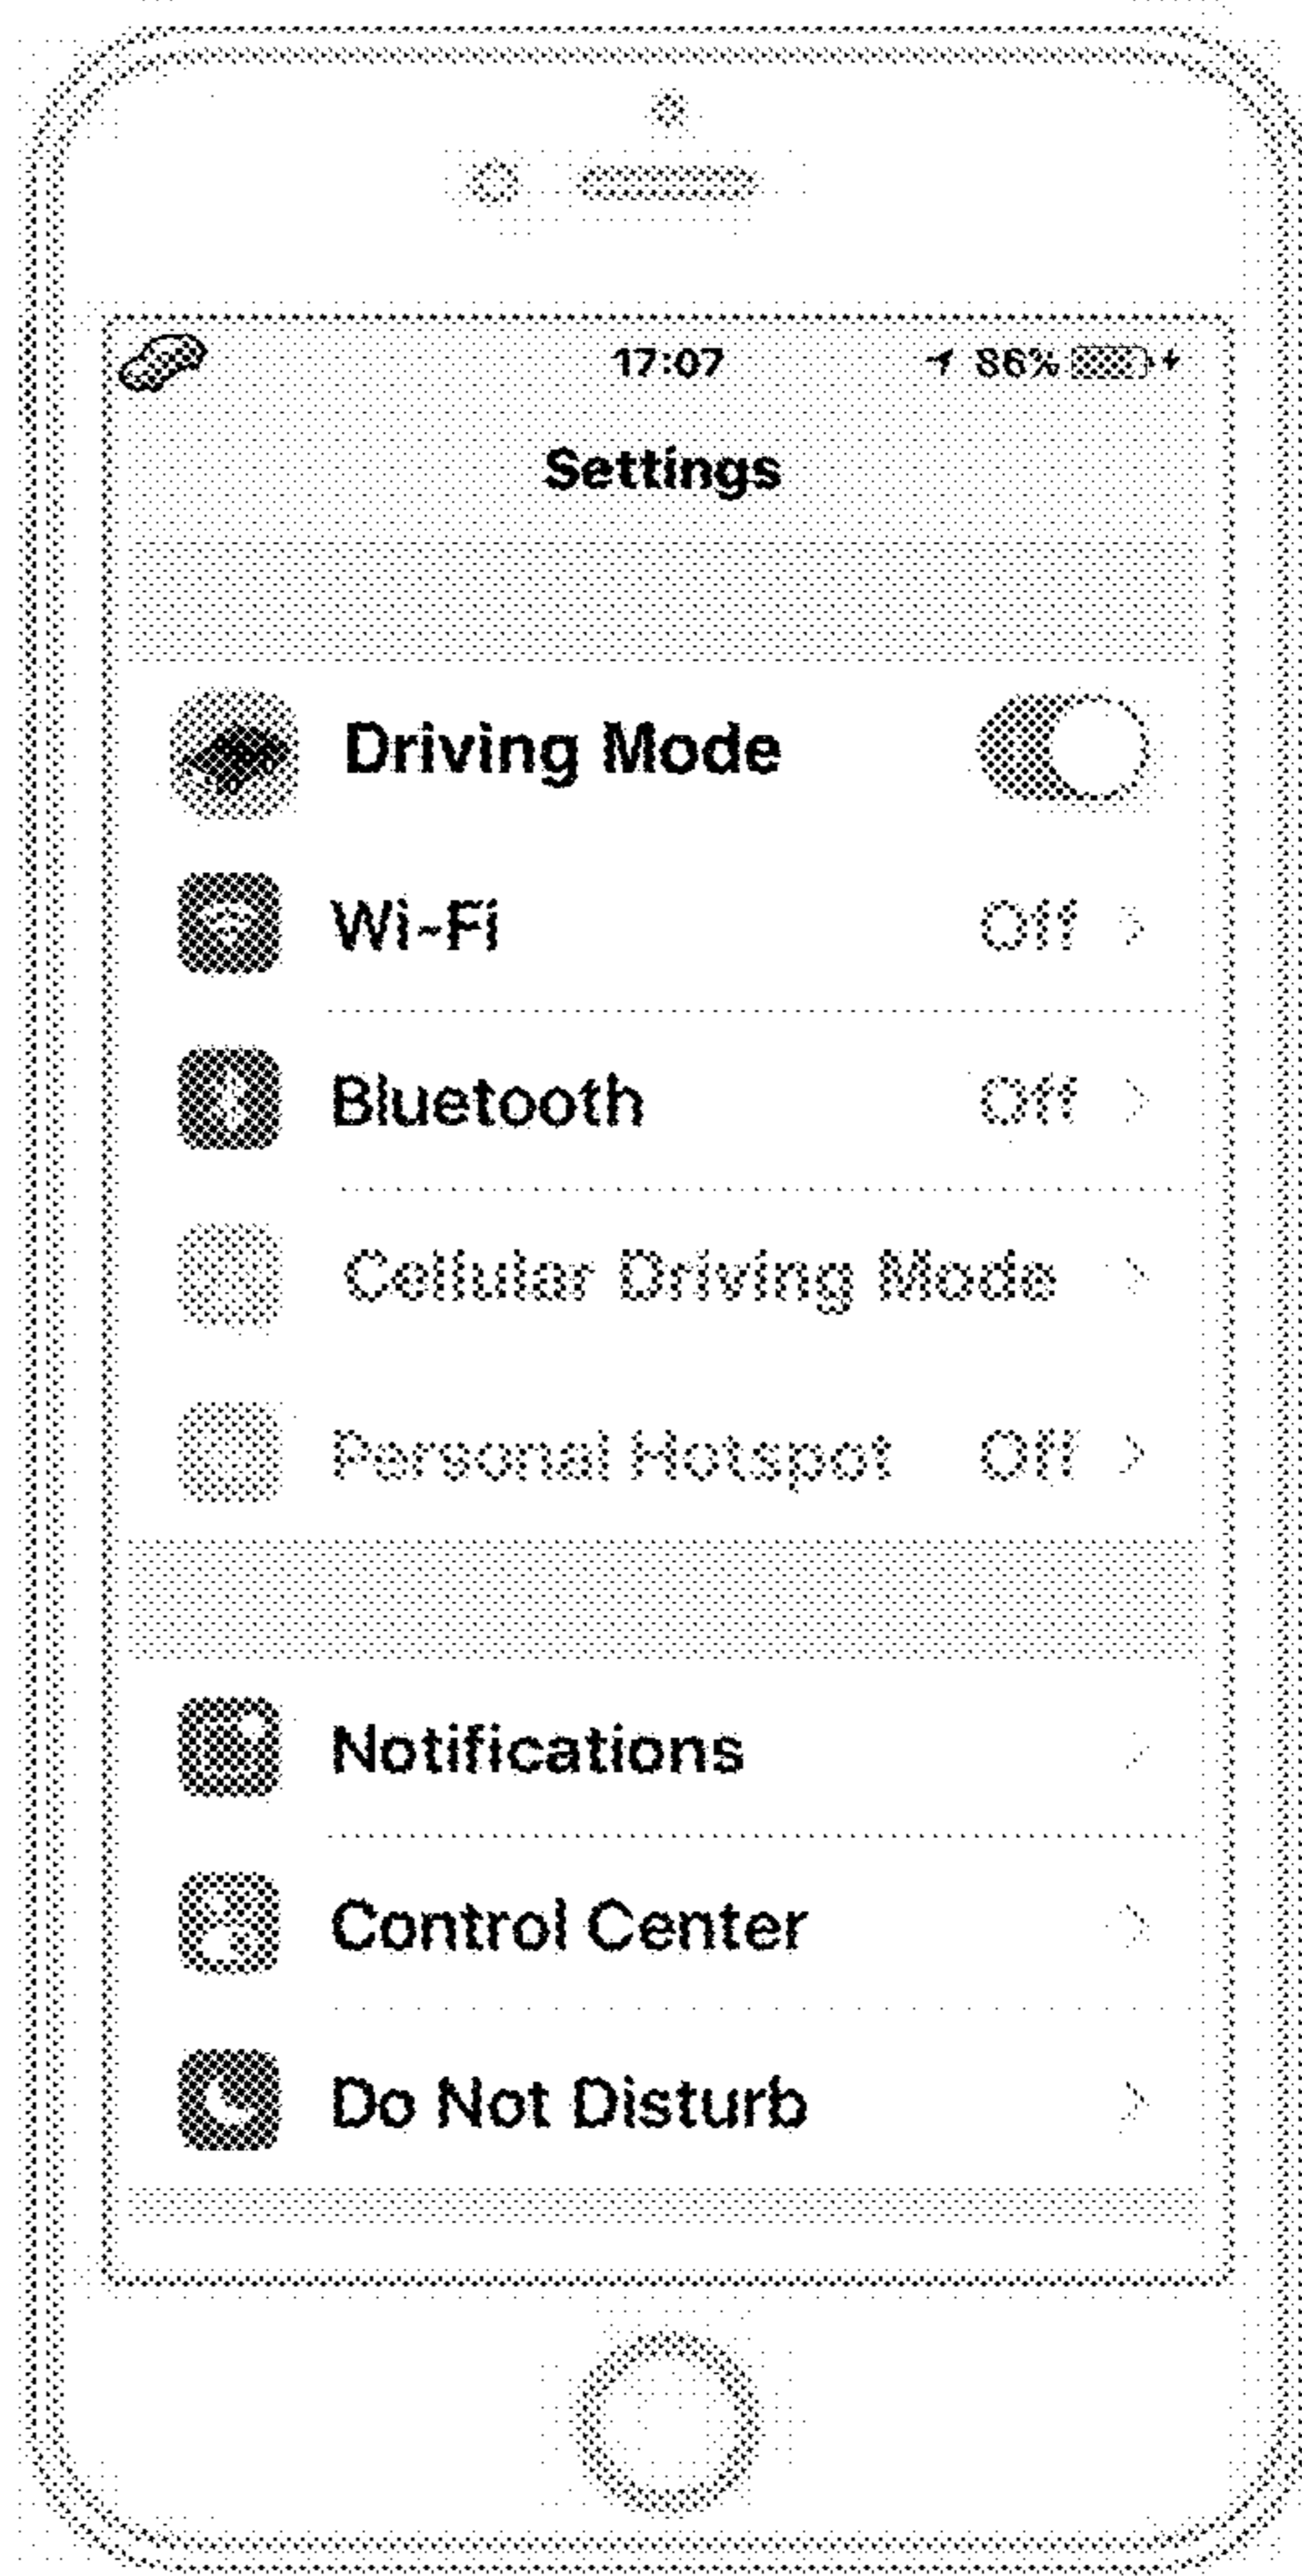 17:07 86%
Settings
Driving Mode
Wi-Fi Off
Bluetooth Off
Cellular Driving Mode
Personal Hotspot Off
Notifications
Control Center
Do Not Disturb